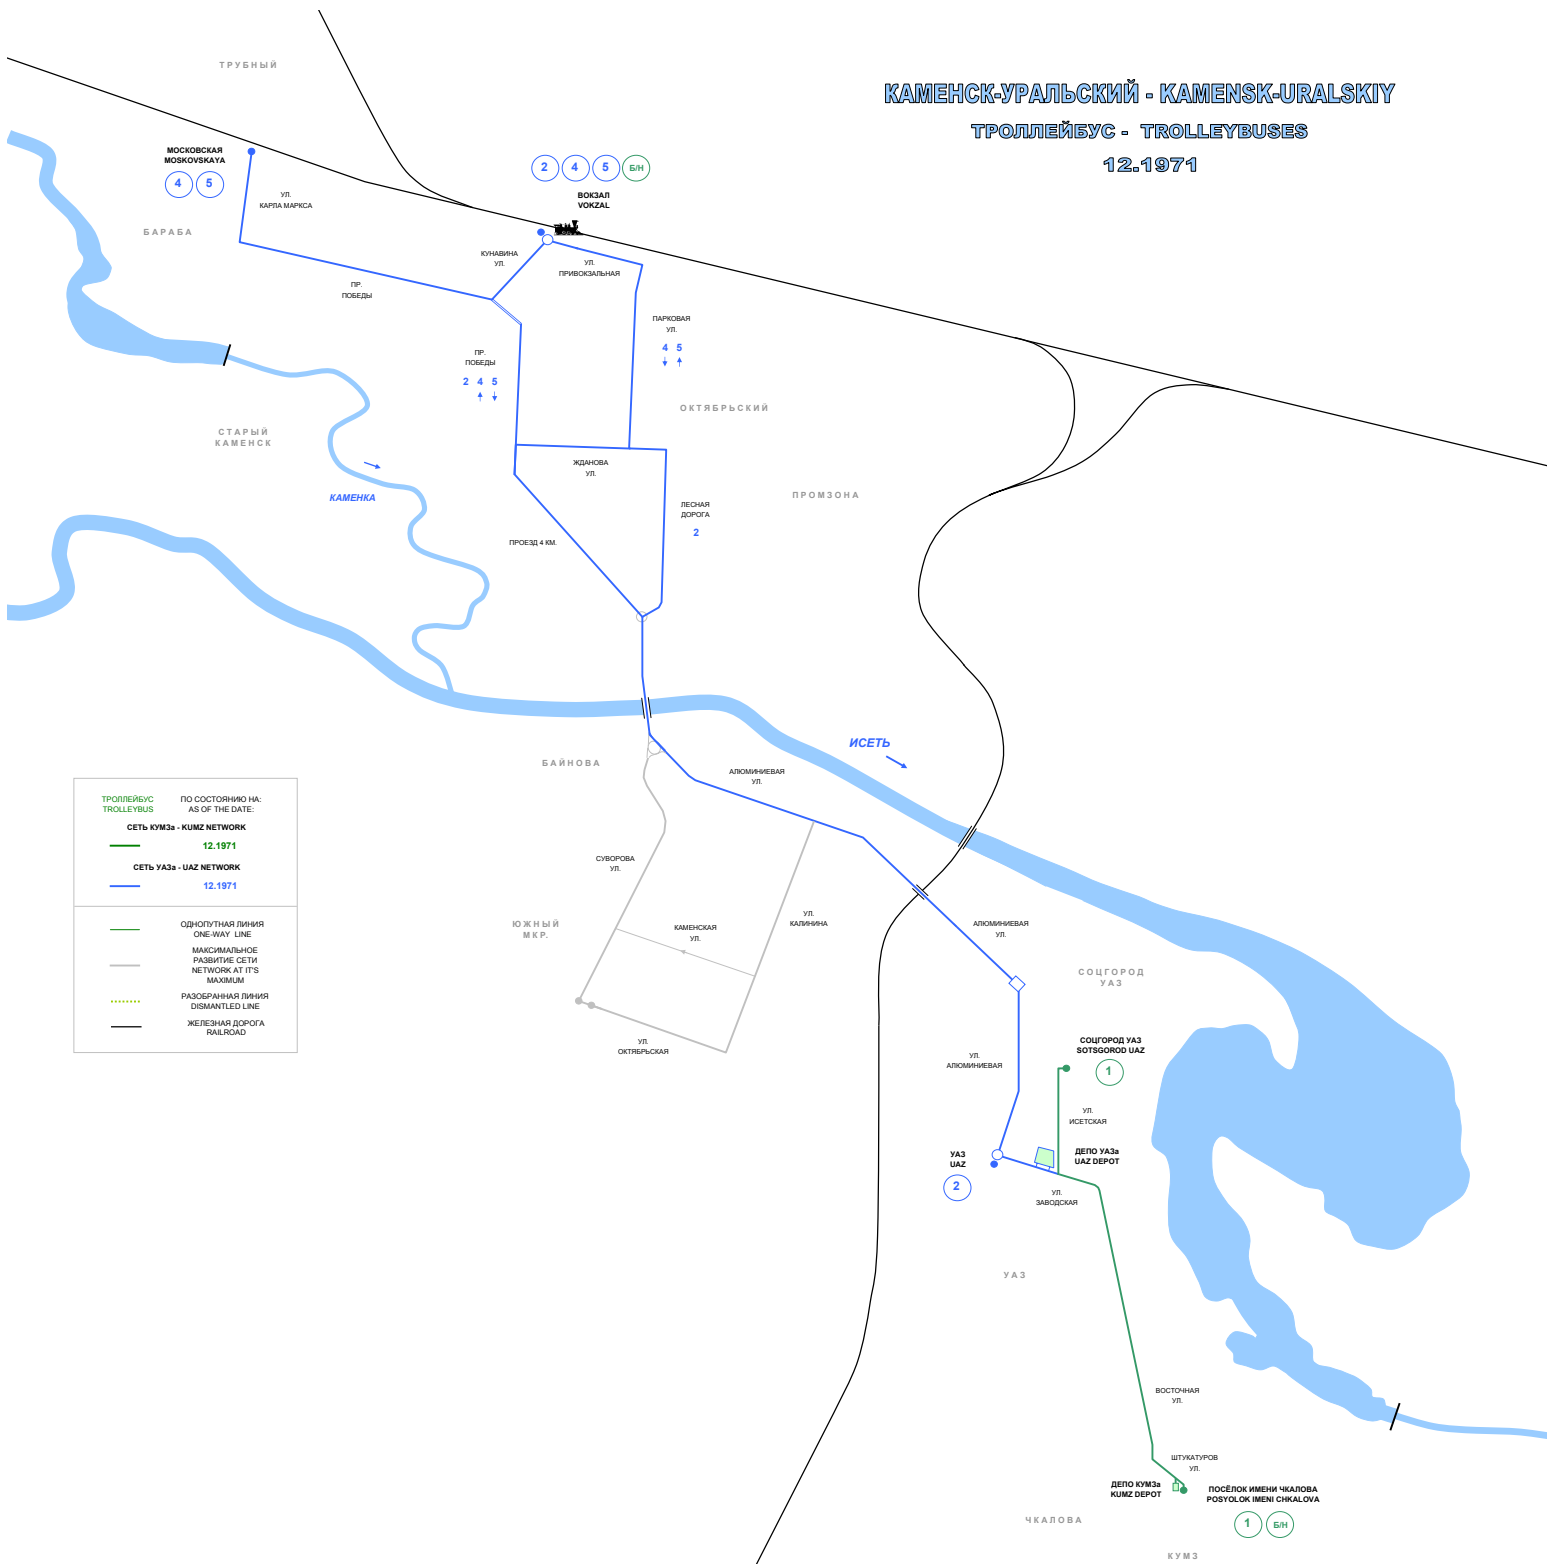 КАМЕНСК-УРАЛЬСКИЙ - KAMENSK-URALSKIY
ТРОЛЛЕЙБУС - TROLLEYBUSES
12.1971
ТРУБНЫЙ
МОСКОВСКАЯ
MOSKOVSKAYA
4 5
2 4 5 Б/Н
ВОКЗАЛ
VOKZAL
УЛ.
КАРЛА МАРКСА
БАРАБА
КУНАВИНА
УЛ.
УЛ.
ПРИВОКЗАЛЬНАЯ
ПР.
ПОБЕДЫ
ПАРКОВАЯ
УЛ.
4 5
ПР.
ПОБЕДЫ
2 4 5
ОКТЯБРЬСКИЙ
СТАРЫЙ
КАМЕНСК
ЖДАНОВА
УЛ.
КАМЕНКА
ПРОМЗОНА
ЛЕСНАЯ
ДОРОГА
2
ПРОЕЗД 4 КМ.
ИСЕТЬ
БАЙНОВА
АЛЮМИНИЕВАЯ
УЛ.
ТРОЛЛЕЙБУС
TROLLEYBUS
ПО СОСТОЯНИЮ НА:
AS OF THE DATE:
СЕТЬ КУМЗа - KUMZ NETWORK
12.1971
СЕТЬ УАЗа - UAZ NETWORK
12.1971
ОДНОПУТНАЯ ЛИНИЯ
ONE-WAY LINE
МАКСИМАЛЬНОЕ
РАЗВИТИЕ СЕТИ
NETWORK AT IT'S
MAXIMUM
РАЗОБРАННАЯ ЛИНИЯ
DISMANTLED LINE
ЖЕЛЕЗНАЯ ДОРОГА
RAILROAD
СУВОРОВА
УЛ.
ЮЖНЫЙ
МКР.
КАМЕНСКАЯ
УЛ.
УЛ.
КАЛИНИНА
АЛЮМИНИЕВАЯ
УЛ.
СОЦГОРОД
УАЗ
УЛ.
ОКТЯБРЬСКАЯ
СОЦГОРОД УАЗ
SOTSGOROD UAZ
1
УЛ.
АЛЮМИНИЕВАЯ
УЛ.
ИСЕТСКАЯ
УАЗ
UAZ
2
ДЕПО УАЗа
UAZ DEPOT
УЛ.
ЗАВОДСКАЯ
УАЗ
ВОСТОЧНАЯ
УЛ.
ШТУКАТУРОВ
УЛ.
ДЕПО КУМЗа
KUMZ DEPOT
ПОСЁЛОК ИМЕНИ ЧКАЛОВА
POSYOLOK IMENI CHKALOVA
1 Б/Н
ЧКАЛОВА
КУМЗ